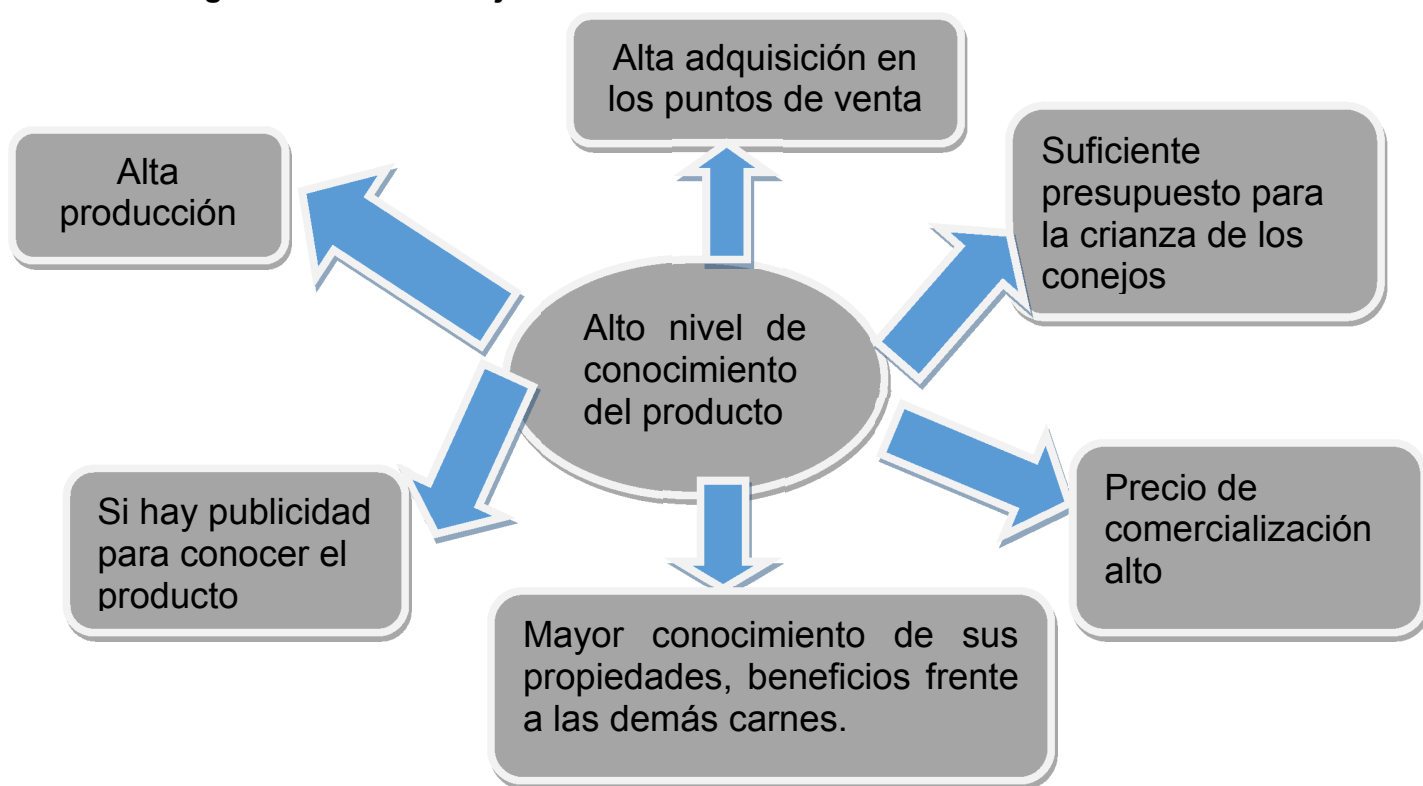 Alta adquisición en
los puntos de venta
Alta
producción
Suficiente
presupuesto para
la crianza de los
conejos
Alto nivel de
conocimiento
del producto
Si hay publicidad
para conocer el
producto
Precio de
comercialización
alto
Mayor conocimiento de sus
propiedades, beneficios frente
a las demás carnes.